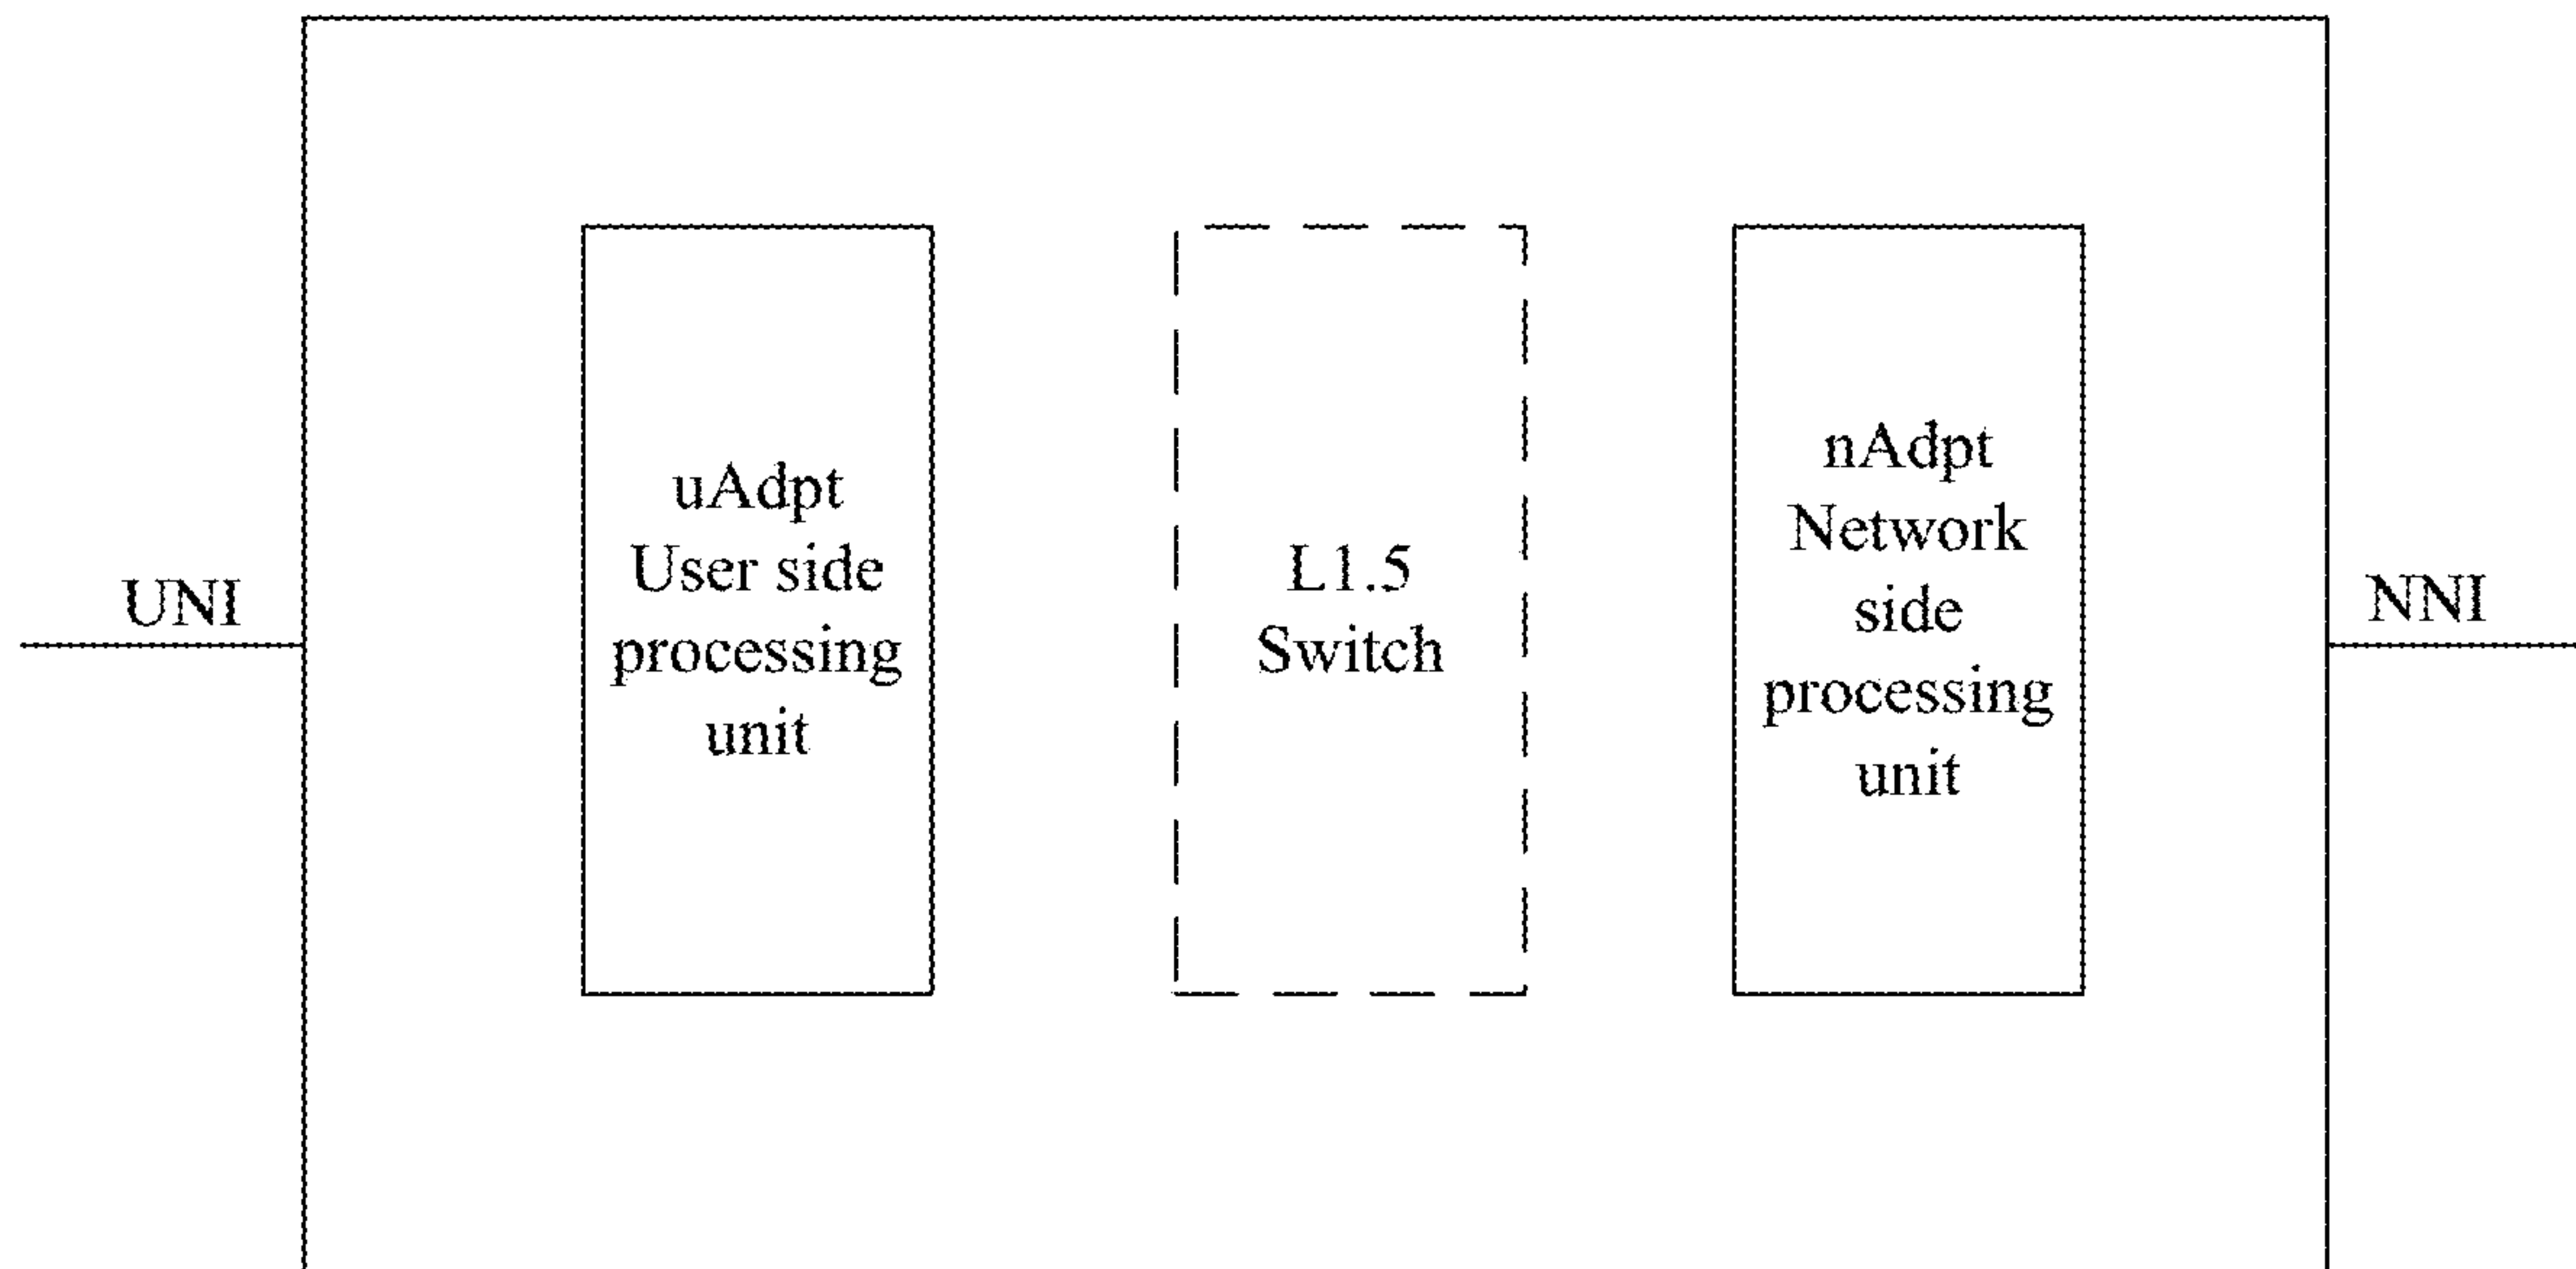 UNI
uAdpt
User side
processing
unit
L1.5
Switch
nAdpt
Network
side
processing
unit
NNI